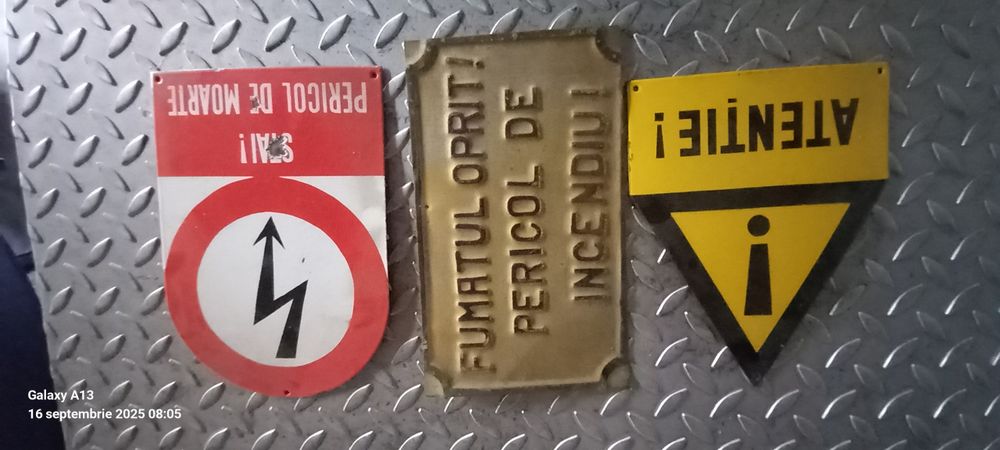 STAI!
PERICOL DE MOARTE
FUMATUL OPRIT!
PERICOL DE
INCENDIU!
ATENȚIE!
Galaxy A13
16 septembrie 2025 08:05